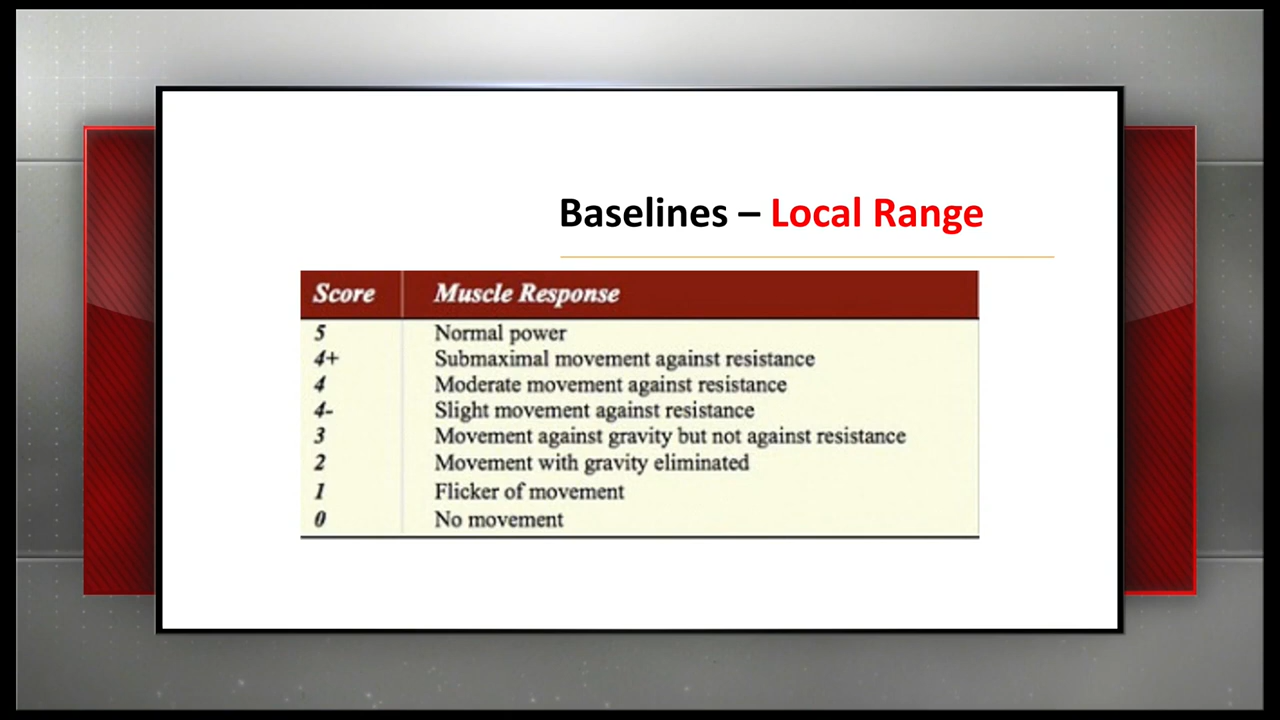 Baselines – Local Range
Score Muscle Response
5 Normal power
4+ Submaximal movement against resistance
4 Moderate movement against resistance
4- Slight movement against resistance
3 Movement against gravity but not against resistance
2 Movement with gravity eliminated
1 Flicker of movement
0 No movement